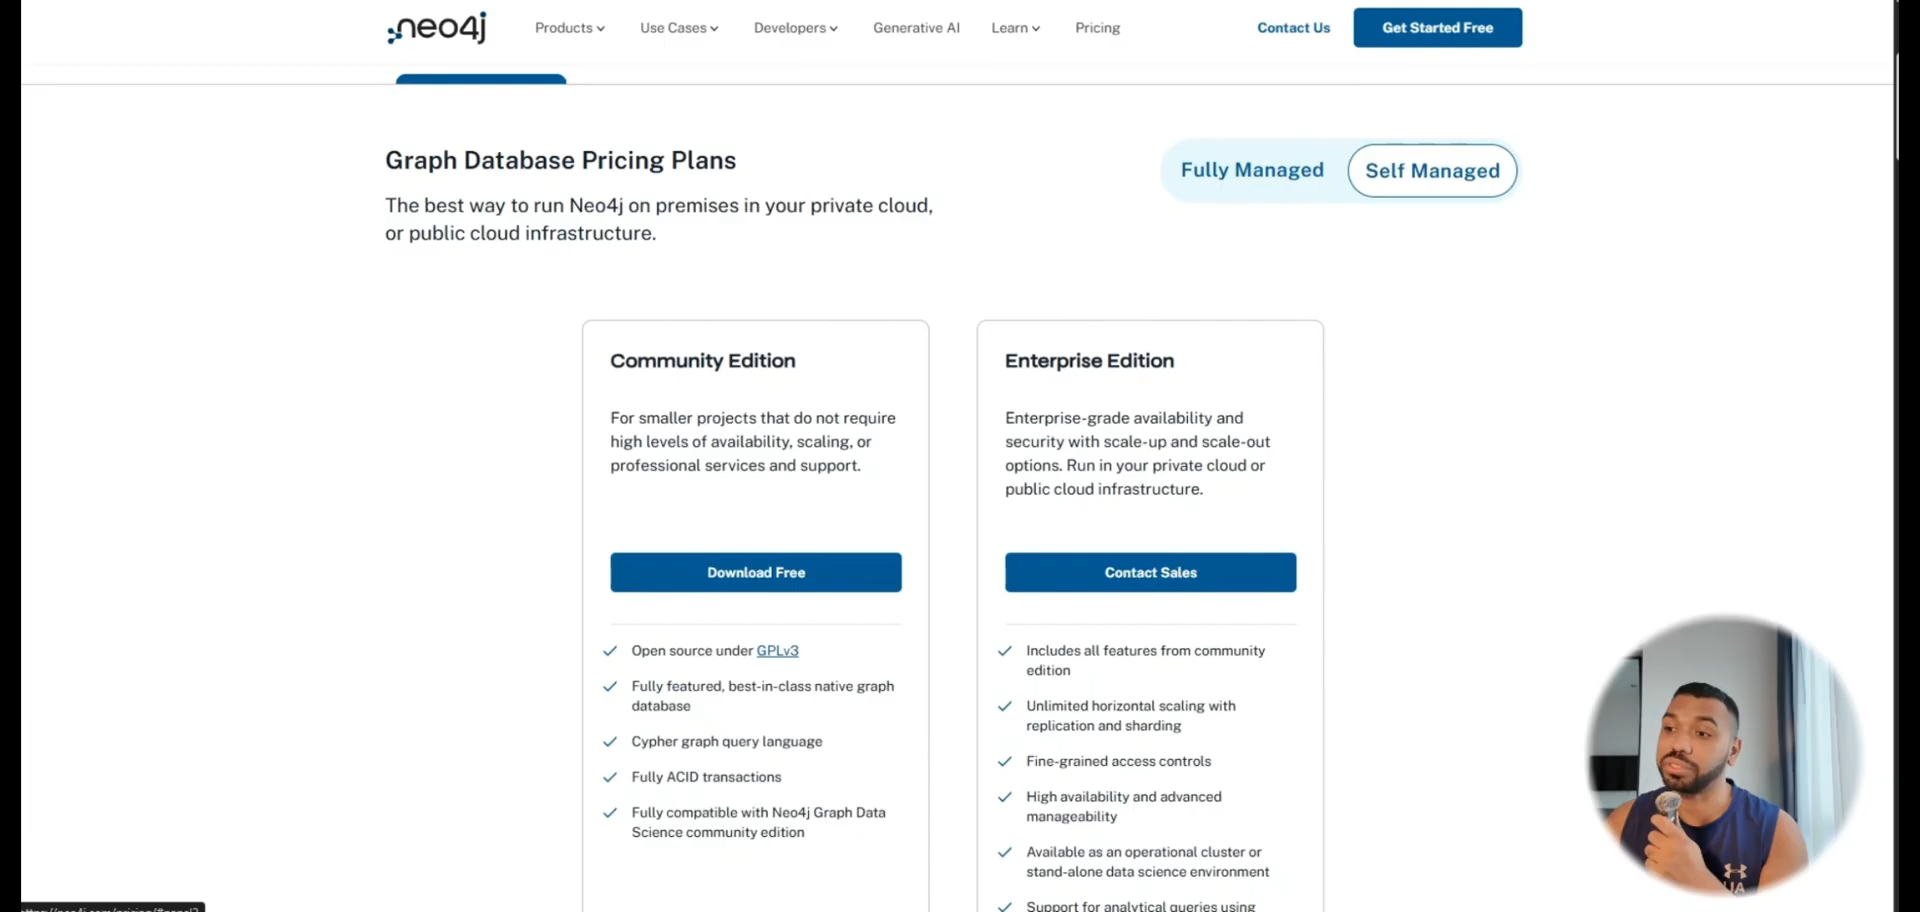 neo4j
Products
Use Cases
Developers
Generative AI
Learn
Pricing
Contact Us
Get Started Free
Graph Database Pricing Plans
The best way to run Neo4j on premises in your private cloud,
or public cloud infrastructure.
Fully Managed
Self Managed
Community Edition
For smaller projects that do not require
high levels of availability, scaling, or
professional services and support.
Download Free
Open source under GPLv3
Fully featured, best-in-class native graph
database
Cypher graph query language
Fully ACID transactions
Fully compatible with Neo4j Graph Data
Science community edition
Enterprise Edition
Enterprise-grade availability and
security with scale-up and scale-out
options. Run in your private cloud or
public cloud infrastructure.
Contact Sales
Includes all features from community
edition
Unlimited horizontal scaling with
replication and sharding
Fine-grained access controls
High availability and advanced
manageability
Available as an operational cluster or
stand-alone data science environment
Support for analytical queries using